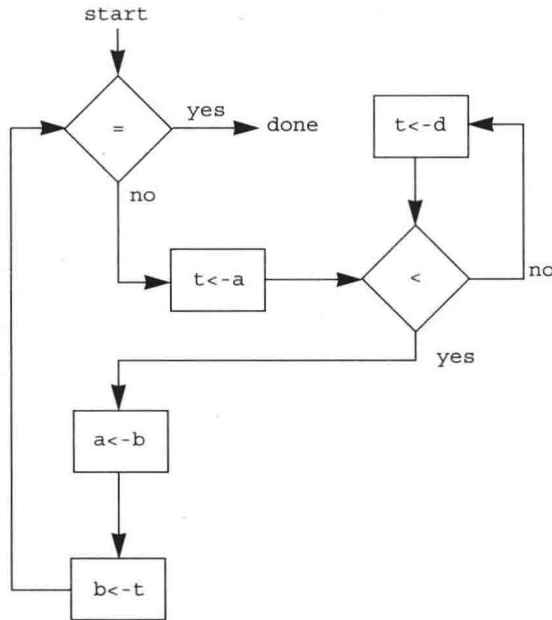 start
=
yes
done
no
t<-d
t<-a
<
no
yes
a<-b
b<-t